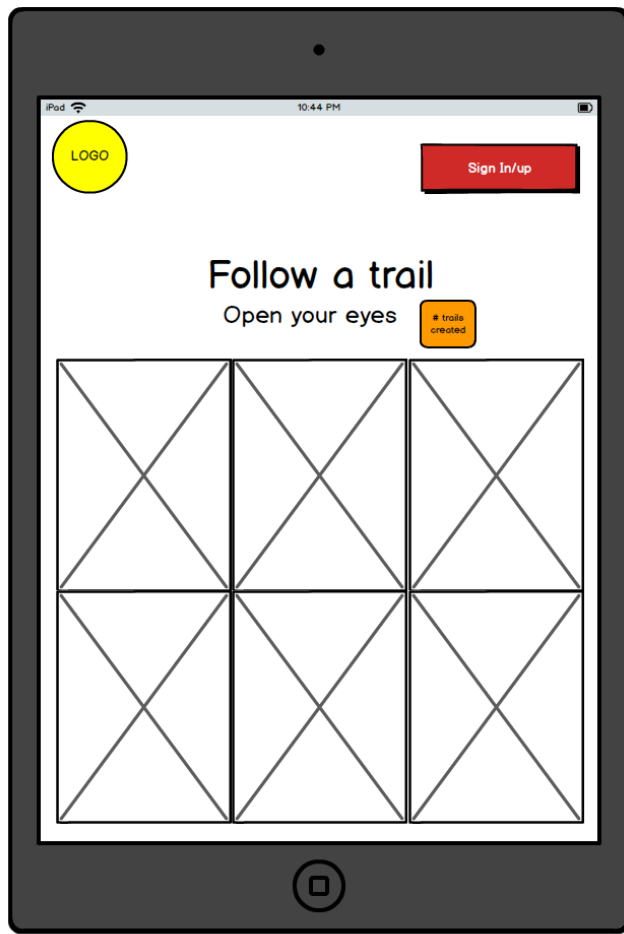 iPad 10:44 PM
LOGO
Sign In/up
Follow a trail
Open your eyes
# trails
created